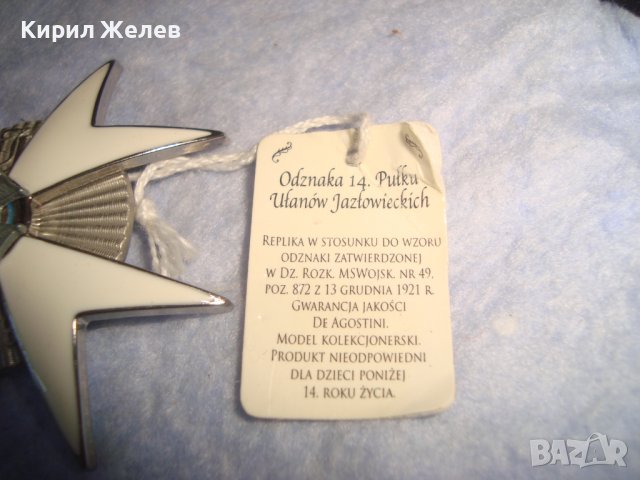 Кирил Желев
Odznaka 14. Pułku
Ułanów Jazłowieckich
Replika w stosunku do wzoru
odznaki zatwierdzonej
w Dz. Rozk. MSWojsk. nr 49,
poz. 872 z 13 grudnia 1921 r.
Gwarancja jakości
De Agostini.
Model kolekcjonerski.
Produkt nieodpowiedni
dla dzieci poniżej
14. roku życia.
BAZAR